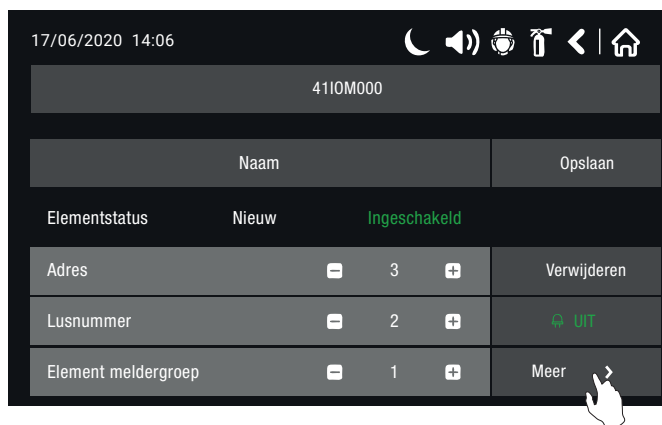 17/06/2020 14:06
41IOM000
Naam Opslaan
Elementstatus Nieuw Ingeschakeld
Adres 3 Verwijderen
Lusnummer 2 UIT
Element meldergroep 1 Meer